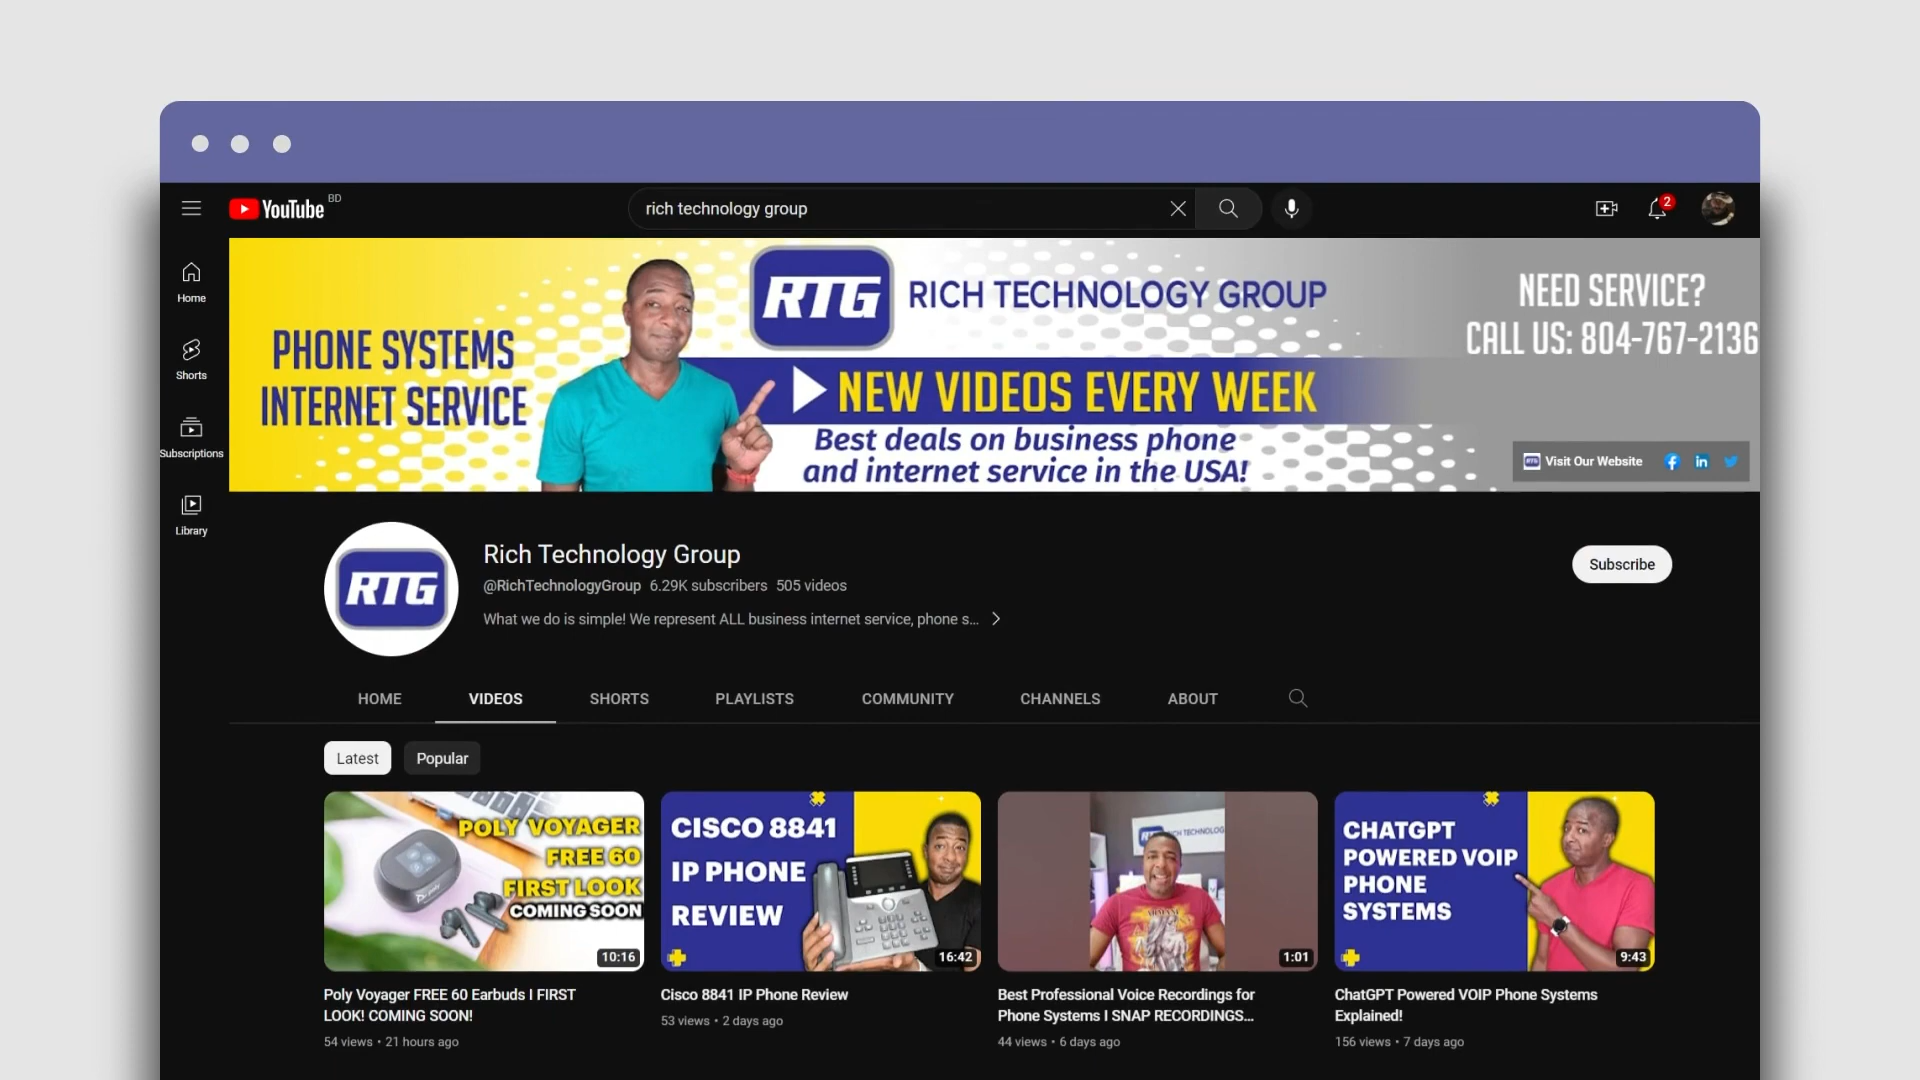 YouTube BD
rich technology group
2
Home
Shorts
Subscriptions
Library
PHONE SYSTEMS
INTERNET SERVICE
RTG
RICH TECHNOLOGY GROUP
NEW VIDEOS EVERY WEEK
Best deals on business phone
and internet service in the USA!
NEED SERVICE?
CALL US: 804-767-2136
RTG Visit Our Website
RTG
Rich Technology Group
@RichTechnologyGroup 6.29K subscribers 505 videos
What we do is simple! We represent ALL business internet service, phone s...
Subscribe
HOME VIDEOS SHORTS PLAYLISTS COMMUNITY CHANNELS ABOUT
Latest Popular
POLY VOYAGER
FREE 60
FIRST LOOK
COMING SOON
poly
10:16
Poly Voyager FREE 60 Earbuds I FIRST
LOOK! COMING SOON!
54 views • 21 hours ago
CISCO 8841
IP PHONE
REVIEW
16:42
Cisco 8841 IP Phone Review
53 views • 2 days ago
RICH TECHNOLOG
1:01
Best Professional Voice Recordings for
Phone Systems I SNAP RECORDINGS...
44 views • 6 days ago
CHATGPT
POWERED VOIP
PHONE
SYSTEMS
9:43
ChatGPT Powered VOIP Phone Systems
Explained!
156 views • 7 days ago